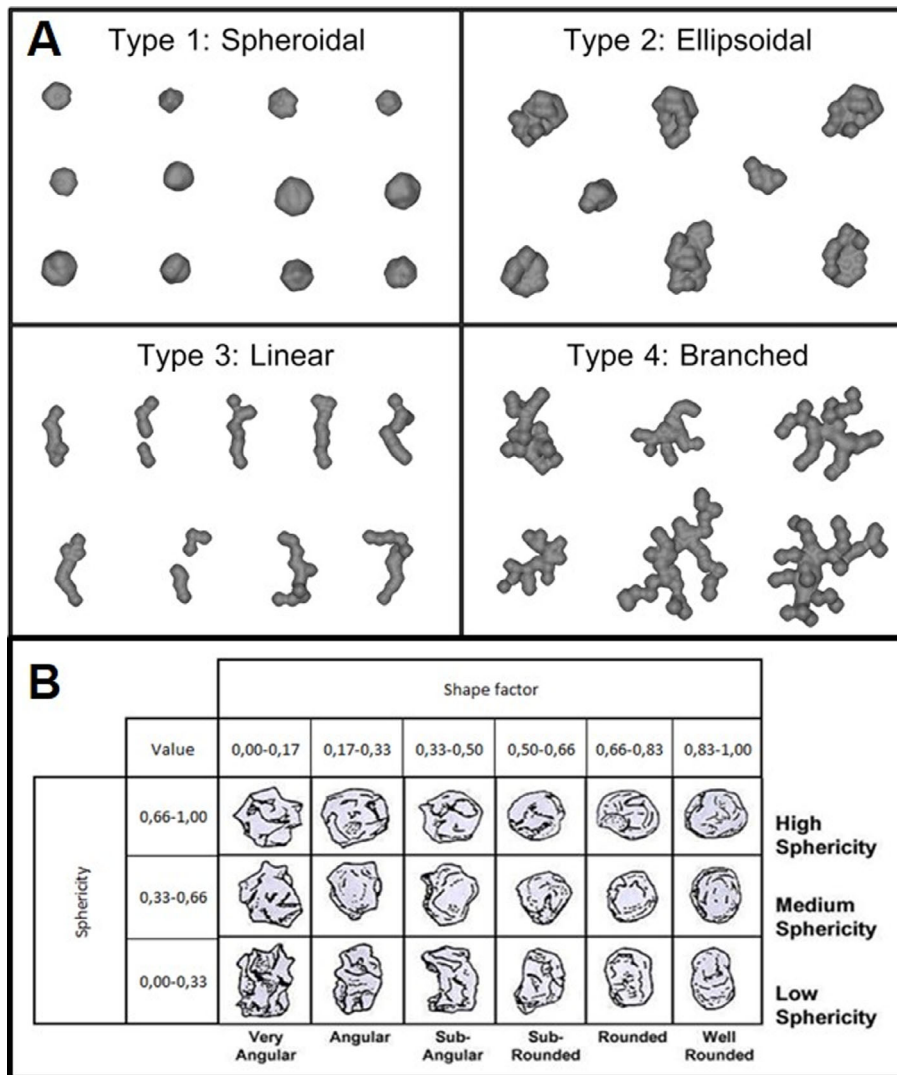 A
Type 1: Spheroidal
Type 2: Ellipsoidal
Type 3: Linear
Type 4: Branched
B
Shape factor
Value
0,00-0,17
0,17-0,33
0,33-0,50
0,50-0,66
0,66-0,83
0,83-1,00
Sphericity
0,66-1,00
High
Sphericity
0,33-0,66
Medium
Sphericity
0,00-0,33
Low
Sphericity
Very
Angular
Angular
Sub-
Angular
Sub-
Rounded
Rounded
Well
Rounded